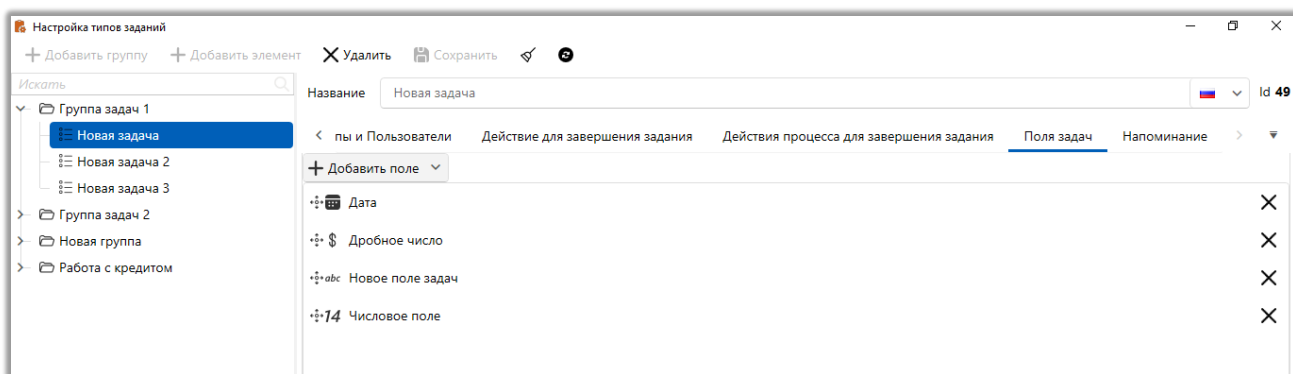 Настройка типов заданий
Добавить группу Добавить элемент Удалить Сохранить
Искать
Группа задач 1
Новая задача
Новая задача 2
Новая задача 3
Группа задач 2
Новая группа
Работа с кредитом
Название Новая задача Id 49
пы и Пользователи Действие для завершения задания Действия процесса для завершения задания Поля задач Напоминание
Добавить поле
Дата
$ Дробное число
abc Новое поле задач
14 Числовое поле